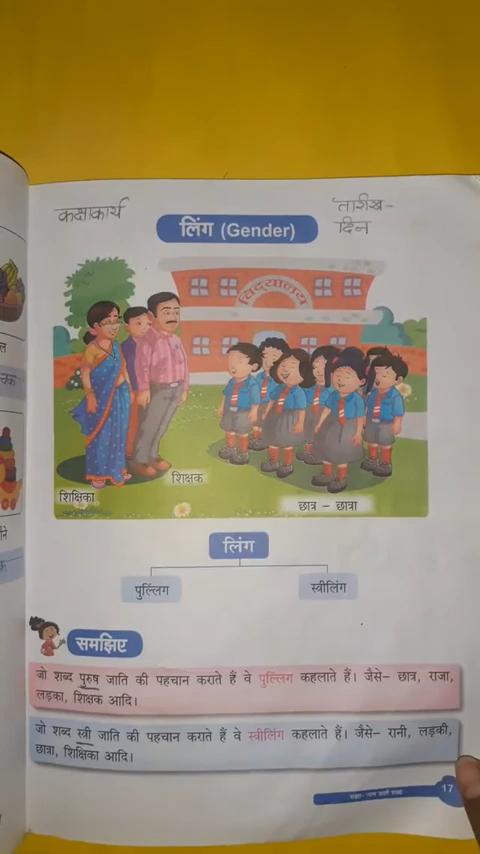 कक्षाकार्य
तारीख-
दिन
लिंग (Gender)
विद्यालय
शिक्षिका
शिक्षक
छात्र – छात्रा
लिंग
पुल्लिंग
स्त्रीलिंग
समझिए
जो शब्द पुरुष जाति की पहचान कराते हैं वे पुल्लिंग कहलाते हैं। जैसे– छात्र, राजा,
लड़का, शिक्षक आदि।
जो शब्द स्त्री जाति की पहचान कराते हैं वे स्त्रीलिंग कहलाते हैं। जैसे– रानी, लड़की,
छात्रा, शिक्षिका आदि।
17